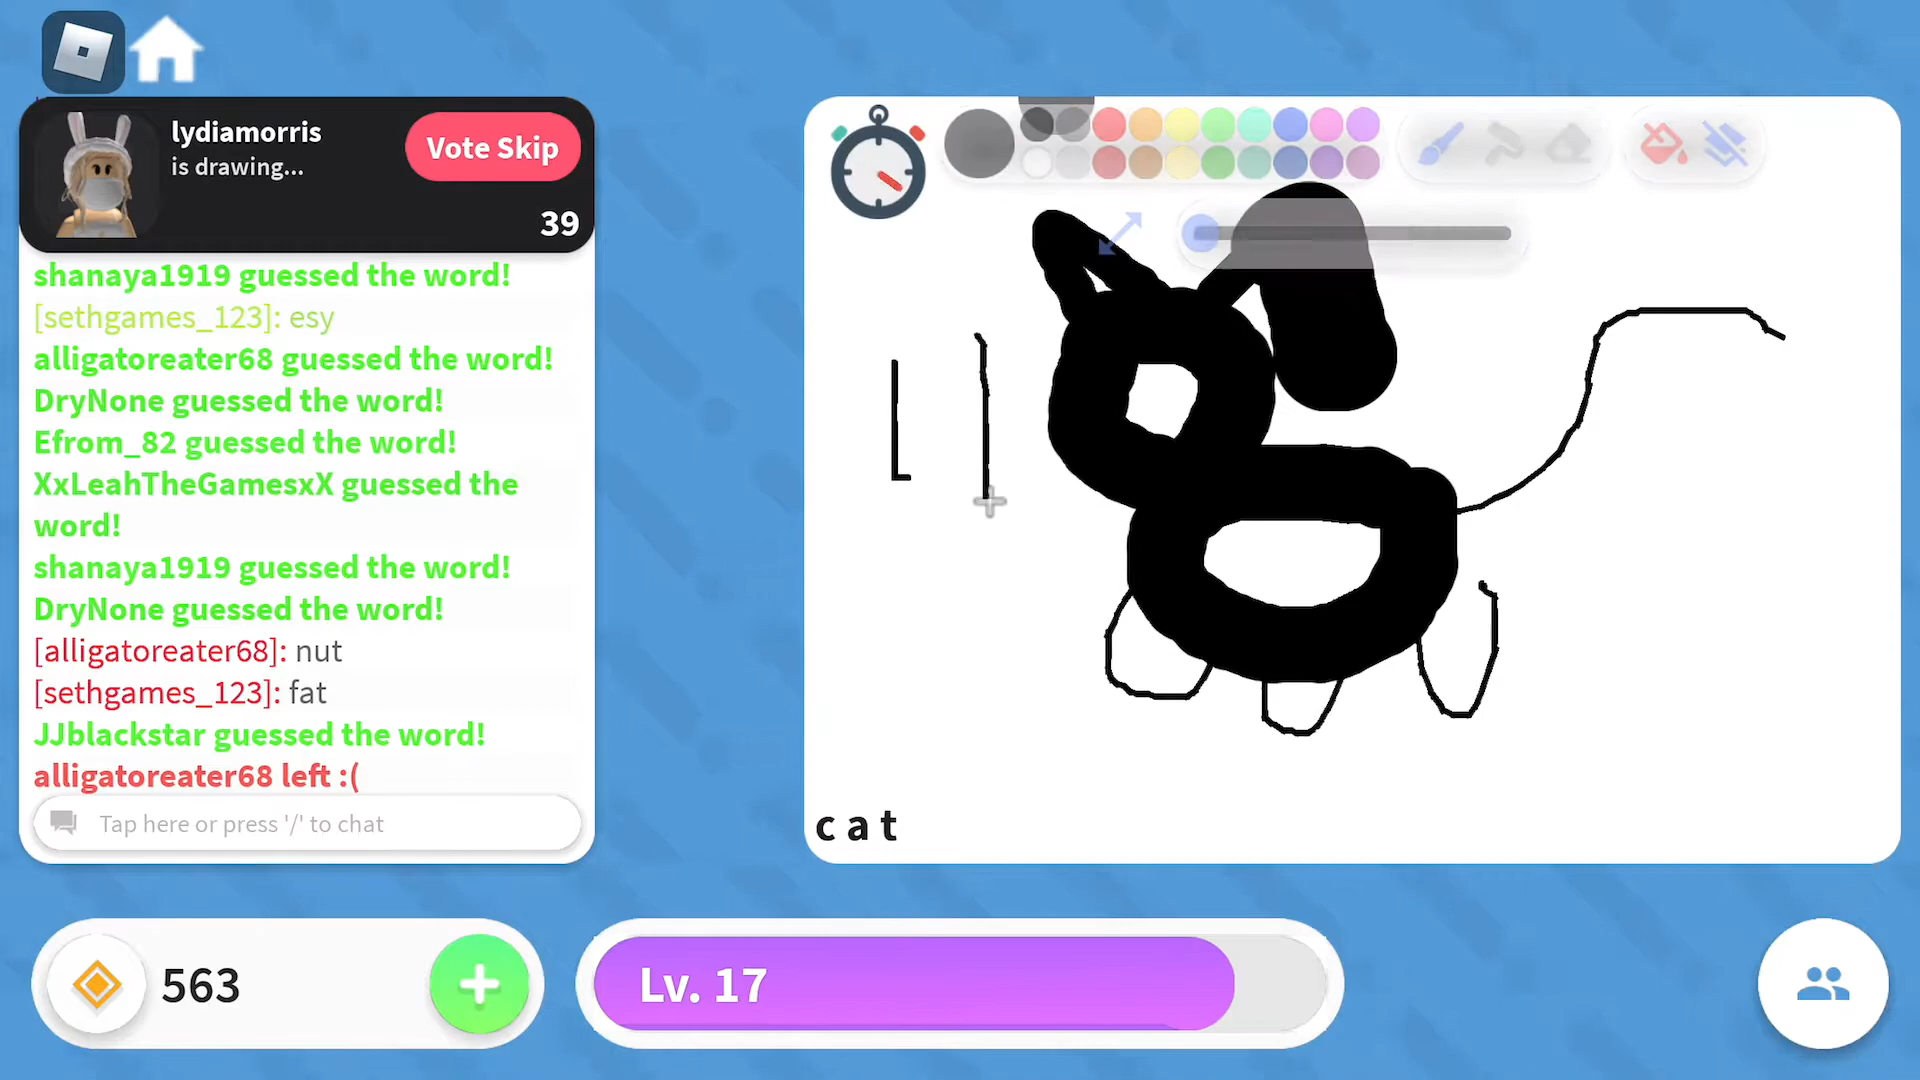 lydiamorris
is drawing...
Vote Skip
39
shanaya1919 guessed the word!
[sethgames_123]: esy
alligatoreater68 guessed the word!
DryNone guessed the word!
Efrom_82 guessed the word!
XxLeahTheGamesxX guessed the
word!
shanaya1919 guessed the word!
DryNone guessed the word!
[alligatoreater68]: nut
[sethgames_123]: fat
JJblackstar guessed the word!
alligatoreater68 left :(
Tap here or press '/' to chat
c a t
563
+
Lv. 17